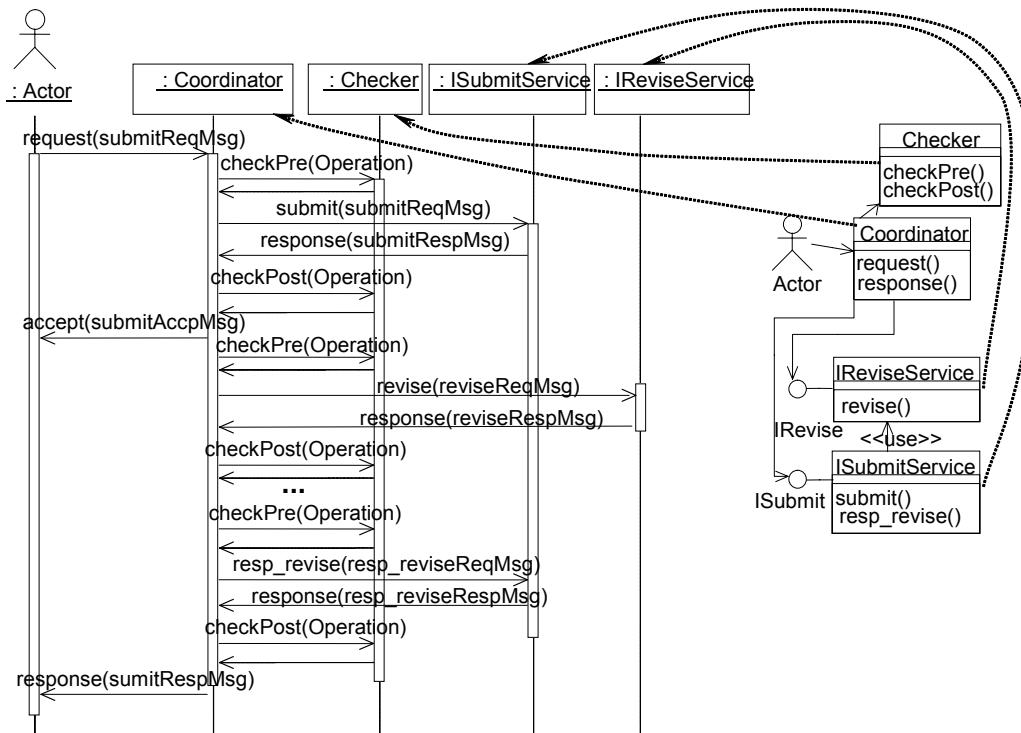 : Actor
: Coordinator
: Checker
: ISubmitService
: IReviseService
request(submitReqMsg)
checkPre(Operation)
submit(submitReqMsg)
response(submitRespMsg)
checkPost(Operation)
accept(submitAccpMsg)
checkPre(Operation)
revise(reviseReqMsg)
response(reviseRespMsg)
checkPost(Operation)
...
checkPre(Operation)
resp_revise(resp_reviseReqMsg)
response(resp_reviseRespMsg)
checkPost(Operation)
response(sumitRespMsg)
Checker
checkPre()
checkPost()
Coordinator
request()
response()
Actor
IReviseService
revise()
IRevise
<<use>>
ISubmitService
submit()
resp_revise()
ISubmit